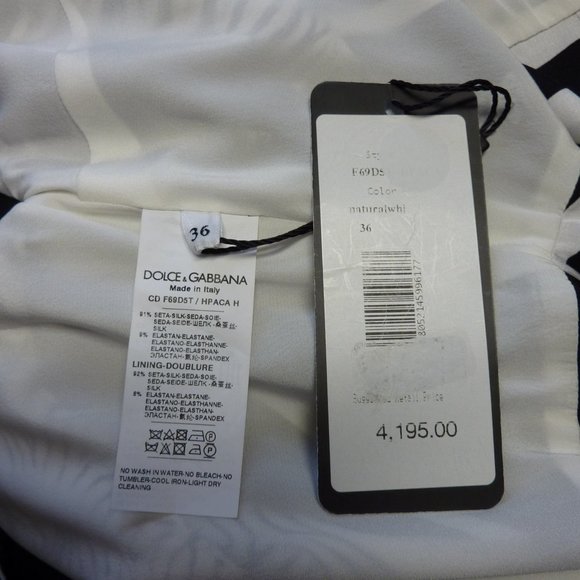 36
DOLCE & GABBANA
Made in Italy
CD F69D5T / HPACA H
91% SETA-SILK-SEDA-SOIE-
SEDA-SEIDE-ШЕЛК-桑蚕丝-
SILK
9% ELASTAN-ELASTANE-
ELASTANO-ELASTHANNE-
ELASTANO-ELASTHAN-
ЭЛАСТАН-氨纶-SPANDEX
LINING-DOUBLURE
92% SETA-SILK-SEDA-SOIE-
SEDA-SEIDE-ШЕЛК-桑蚕丝-
SILK
8% ELASTAN-ELASTANE-
ELASTANO-ELASTHANNE-
ELASTANO-ELASTHAN-
ЭЛАСТАН-氨纶-SPANDEX
NO WASH IN WATER-NO BLEACH-NO
TUMBLER-COOL IRON-LIGHT DRY
CLEANING
F69D5
Color
naturalwhi
36
8057145996177
Suggested Retail Price
4,195.00